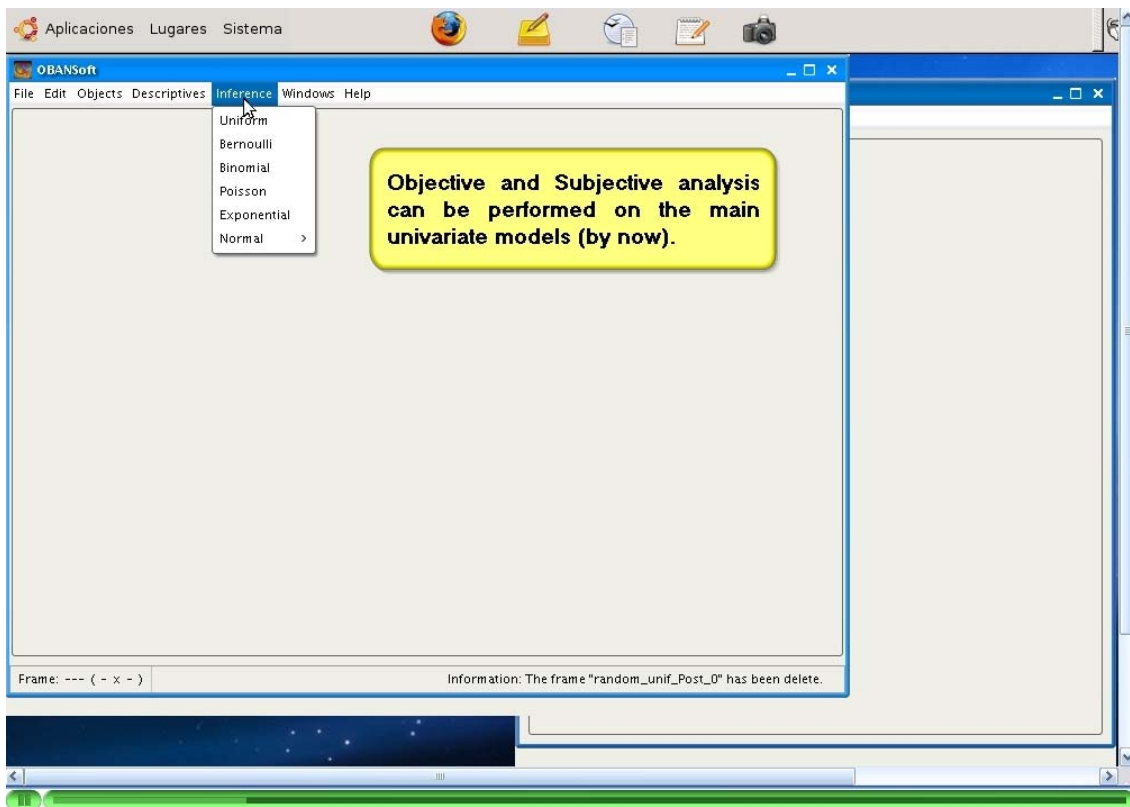 Aplicaciones Lugares Sistema
OBANSoft
File Edit Objects Descriptives Inference Windows Help
Uniform
Bernoulli
Binomial
Poisson
Exponential
Normal >
Objective and Subjective analysis
can be performed on the main
univariate models (by now).
Frame: --- ( - x - )
Information: The frame "random_unif_Post_0" has been delete.